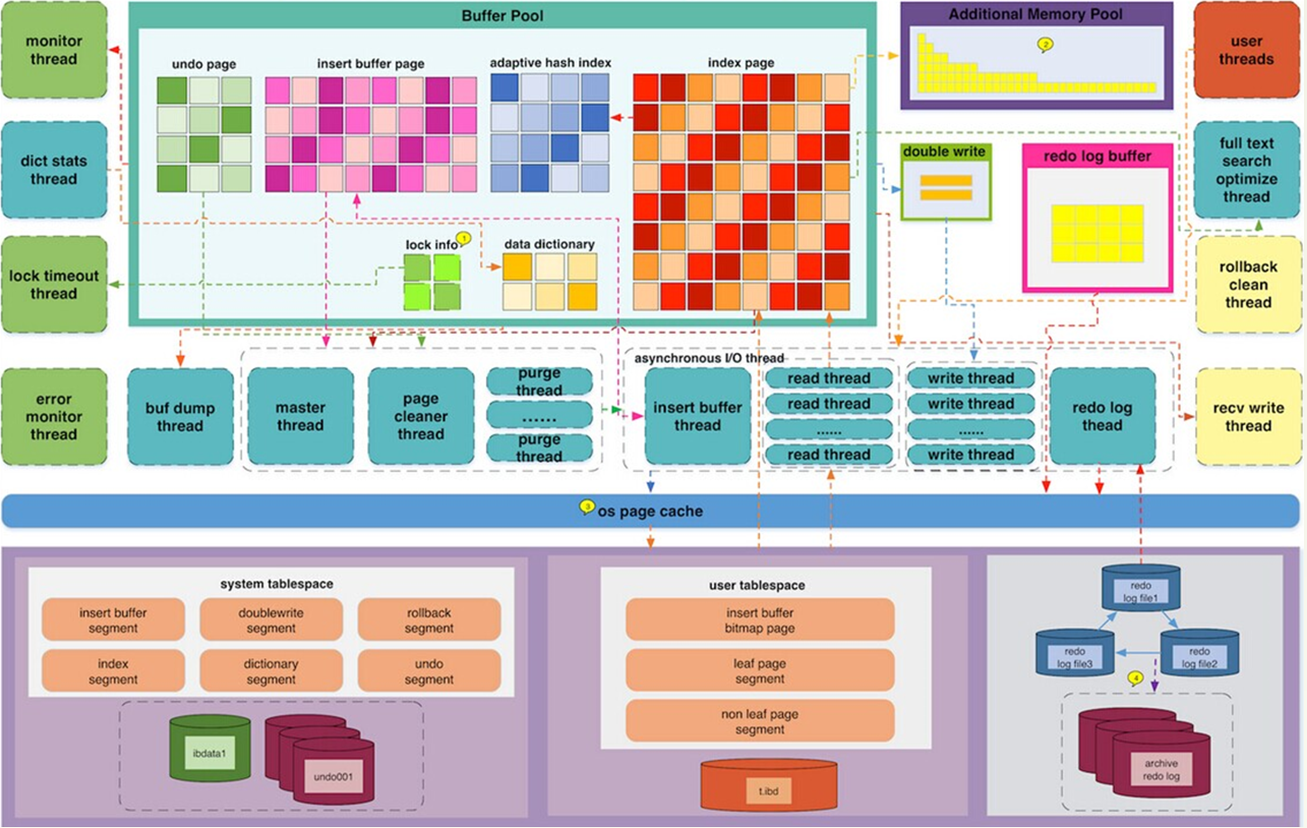 monitor
thread
Buffer Pool
Additional Memory Pool
2
user
threads
undo page
insert buffer page
adaptive hash index
index page
dict stats
thread
double write
redo log buffer
full text
search
optimize
thread
lock timeout
thread
lock info
1
data dictionary
rollback
clean
thread
asynchronous I/O thread
error
monitor
thread
buf dump
thread
master
thread
page
cleaner
thread
purge
thread
......
purge
thread
insert buffer
thread
read thread
read thread
......
read thread
write thread
write thread
......
write thread
redo log
thead
recv write
thread
3
os page cache
system tablespace
insert buffer
segment
doublewrite
segment
rollback
segment
index
segment
dictionary
segment
undo
segment
ibdata1
undo001
user tablespace
insert buffer
bitmap page
leaf page
segment
non leaf page
segment
t.ibd
redo
log file1
redo
log file3
redo
log file2
4
archive
redo log